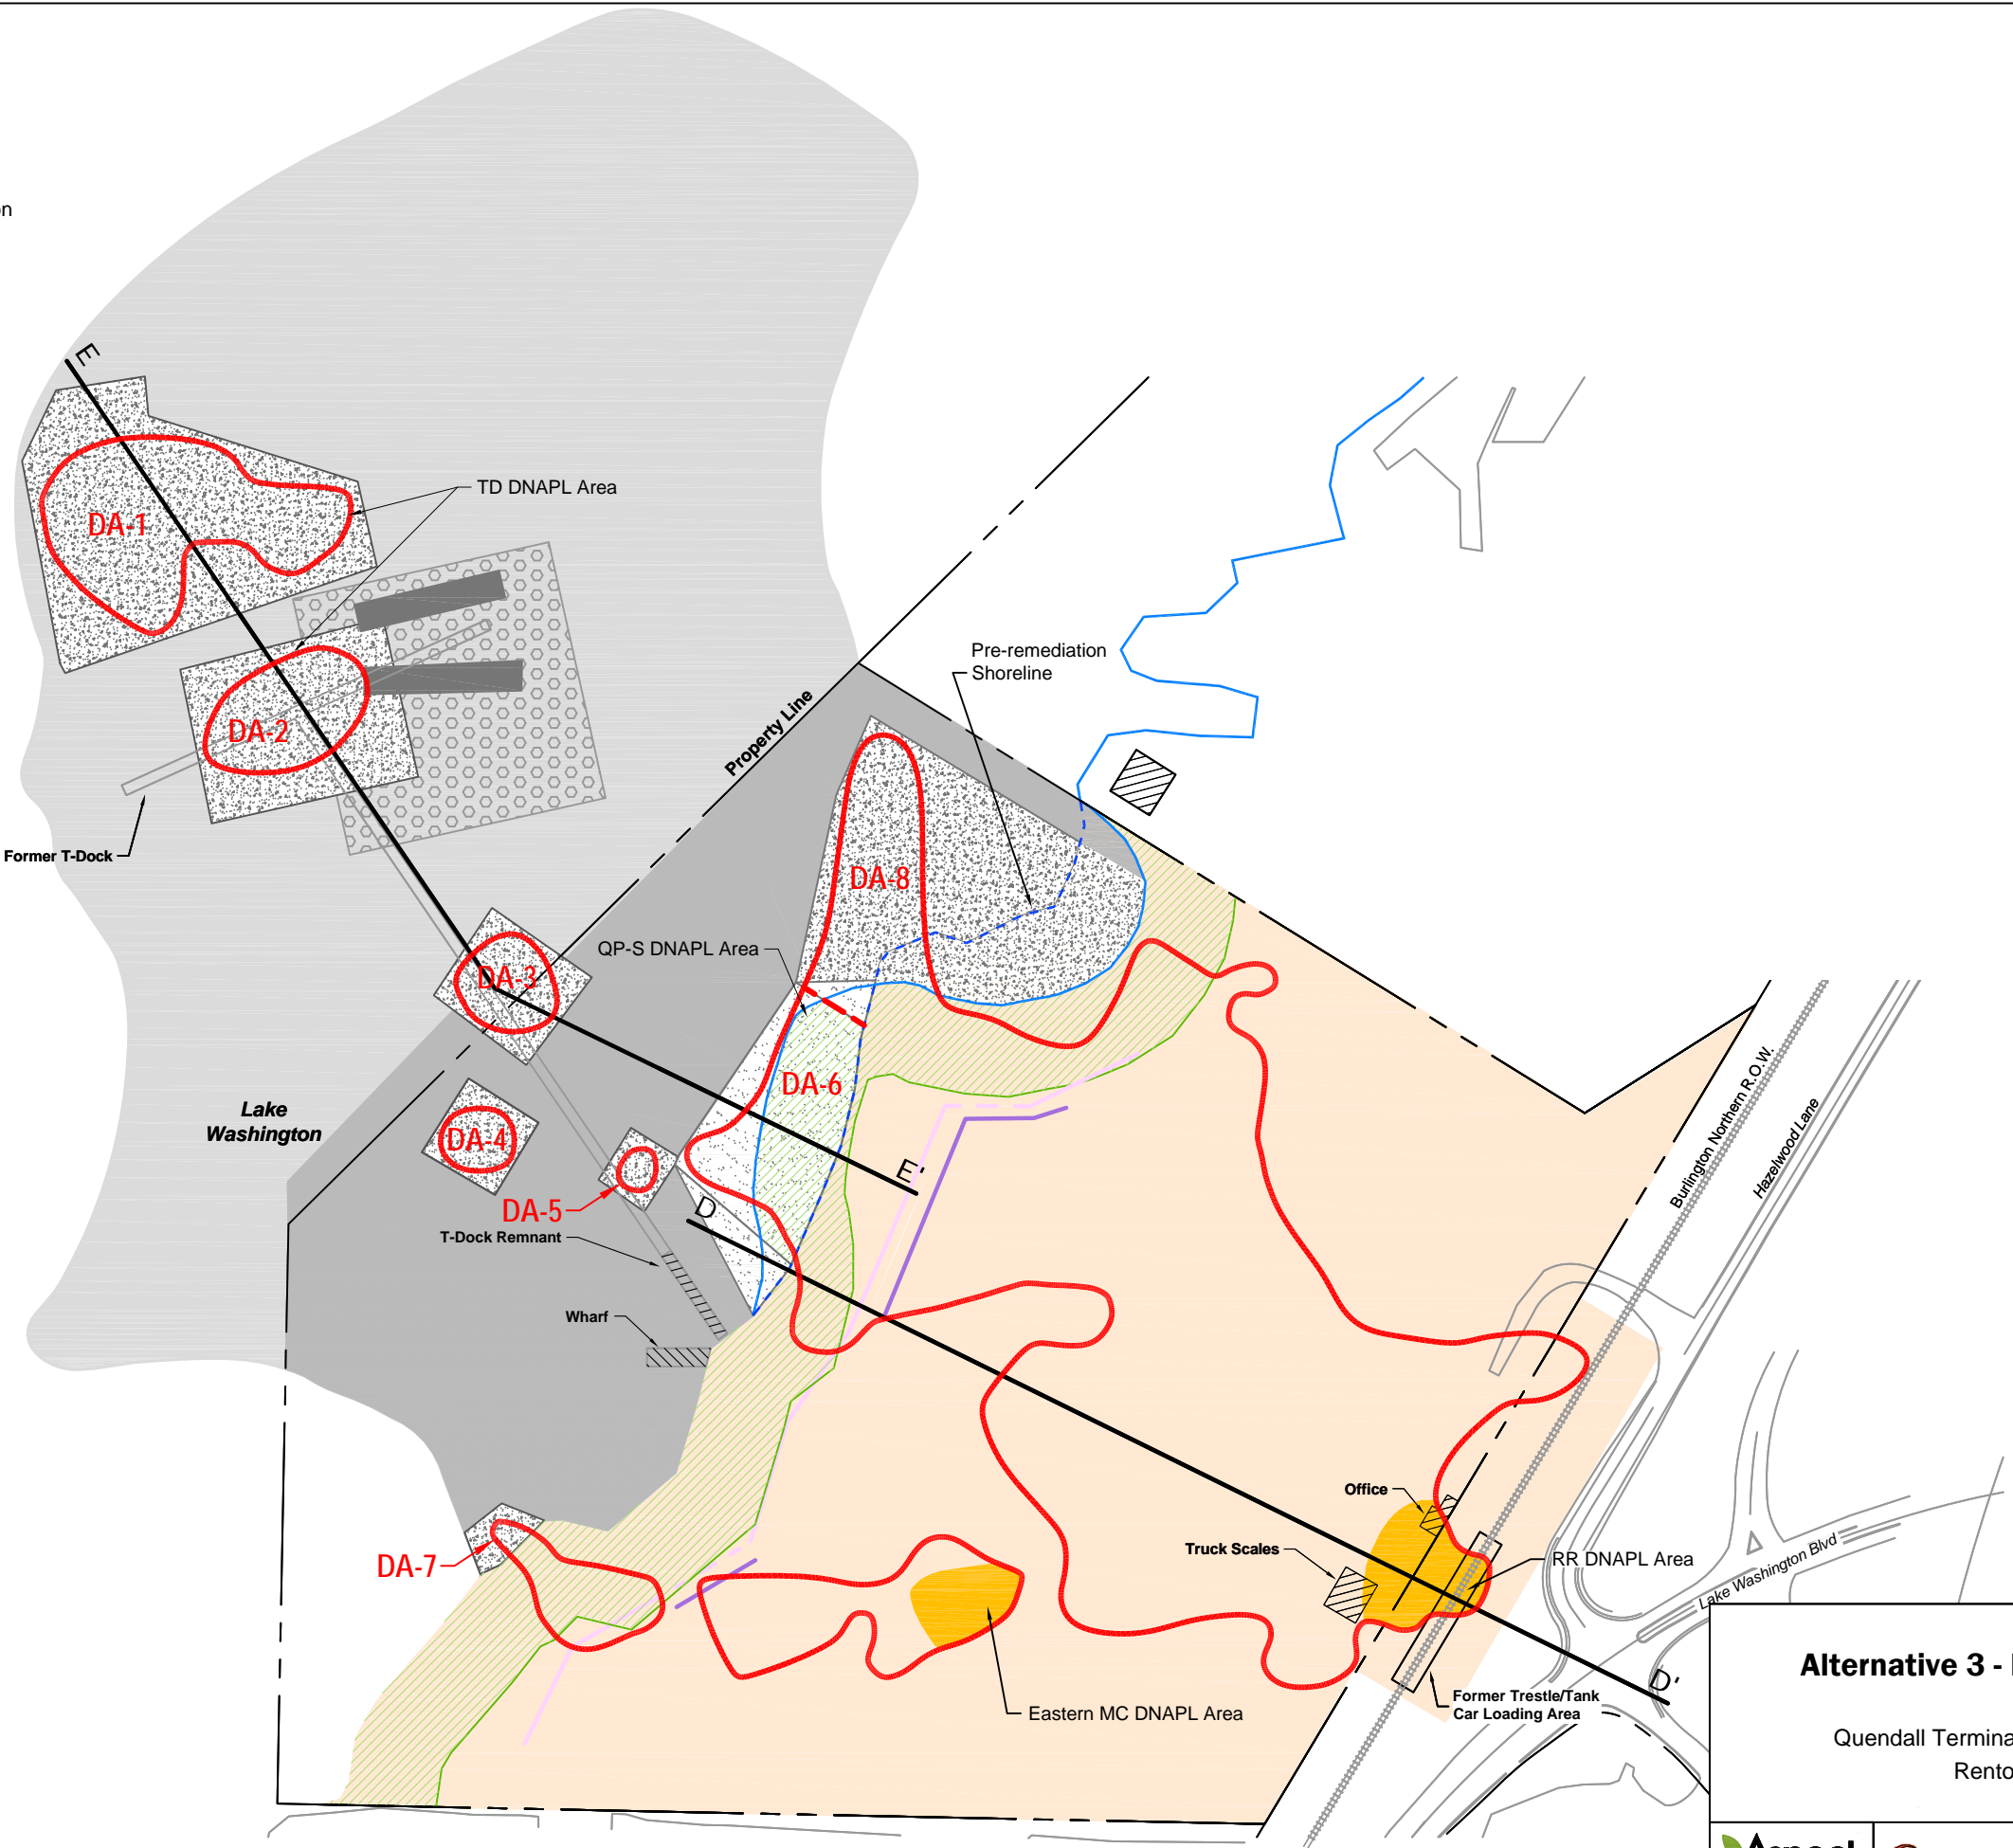 E
TD DNAPL Area
DA-1
DA-2
Pre-remediation
Shoreline
Property Line
Former T-Dock
DA-8
QP-S DNAPL Area
DA-3
DA-6
Lake
Washington
DA-4
E'
DA-5
D
T-Dock Remnant
Wharf
Burlington Northern R.O.W.
Hazelwood Lane
Office
Truck Scales
RR DNAPL Area
DA-7
Lake Washington Blvd
Eastern MC DNAPL Area
Former Trestle/Tank
Car Loading Area
D'
Alternative 3 -
Quendall Termina
Rento